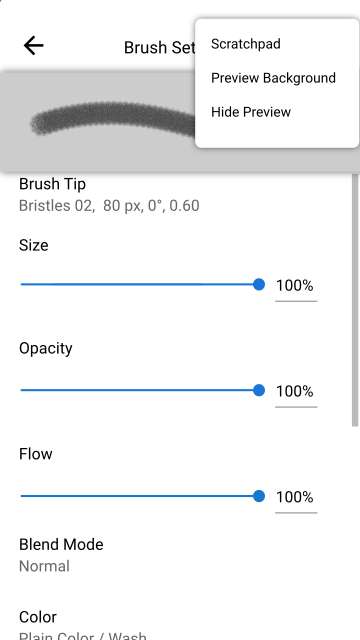 Brush Set
Scratchpad
Preview Background
Hide Preview
Brush Tip
Bristles 02, 80 px, 0°, 0.60
Size
100%
Opacity
100%
Flow
100%
Blend Mode
Normal
Color
Plain Color / Wash